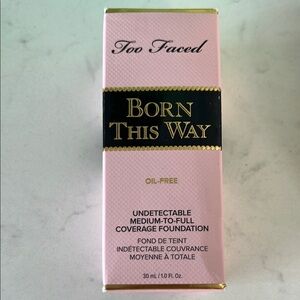 Too Faced
BORN
THIS WAY
OIL-FREE
UNDETECTABLE
MEDIUM-TO-FULL
COVERAGE FOUNDATION
FOND DE TEINT
INDÉTECTABLE COUVRANCE
MOYENNE À TOTALE
30 mL / 1.0 Fl. Oz.